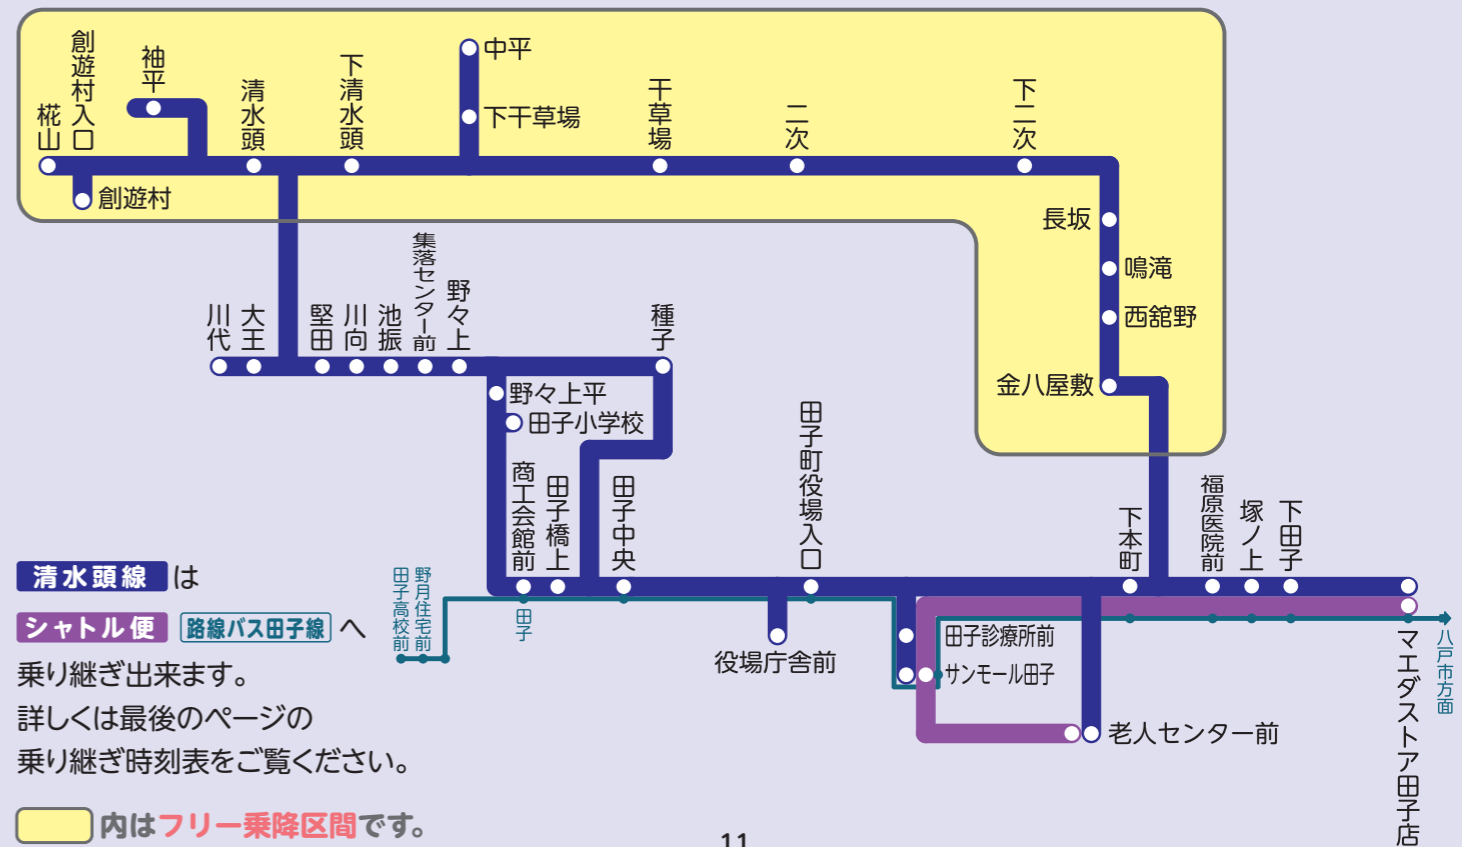 椛山
創遊村入口
創遊村
袖平
清水頭
下清水頭
中平
下干草場
干草場
二次
下二次
長坂
鳴滝
西舘野
金八屋敷
川代
大王
堅田
川向
池振
集落センター前
野々上
種子
野々上平
田子小学校
商工会館前
田子橋上
田子中央
田子町役場入口
下本町
福原医院前
塚ノ上
下田子
田子高校前
野月住宅前
田子
役場庁舎前
田子診療所前
サンモール田子
老人センター前
マエダストア田子店
八戸市方面
清水頭線 は
シャトル便 路線バス田子線 へ
乗り継ぎ出来ます。
詳しくは最後のページの
乗り継ぎ時刻表をご覧ください。
内はフリー乗降区間です。
11